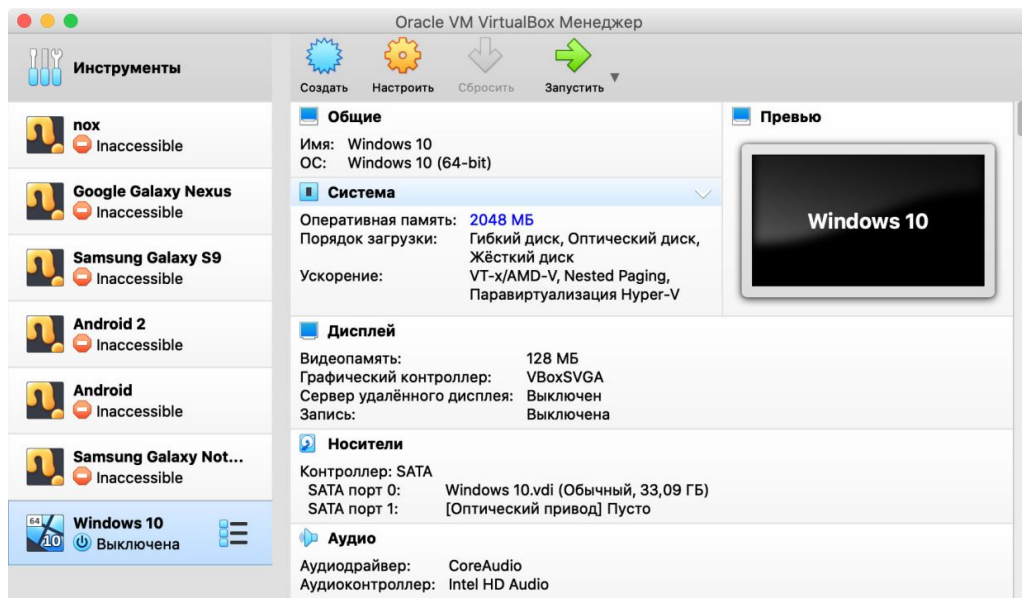 Oracle VM VirtualBox Менеджер
Инструменты
nox
Inaccessible
Google Galaxy Nexus
Inaccessible
Samsung Galaxy S9
Inaccessible
Android 2
Inaccessible
Android
Inaccessible
Samsung Galaxy Not...
Inaccessible
64
10
Windows 10
Выключена
Создать
Настроить
Сбросить
Запустить
Общие
Имя: Windows 10
ОС: Windows 10 (64-bit)
Система
Оперативная память: 2048 МБ
Порядок загрузки: Гибкий диск, Оптический диск,
Жёсткий диск
Ускорение: VT-x/AMD-V, Nested Paging,
Паравиртуализация Hyper-V
Превью
Windows 10
Дисплей
Видеопамять: 128 МБ
Графический контроллер: VBoxSVGA
Сервер удалённого дисплея: Выключен
Запись: Выключена
Носители
Контроллер: SATA
SATA порт 0: Windows 10.vdi (Обычный, 33,09 ГБ)
SATA порт 1: [Оптический привод] Пусто
Аудио
Аудиодрайвер: CoreAudio
Аудиоконтроллер: Intel HD Audio